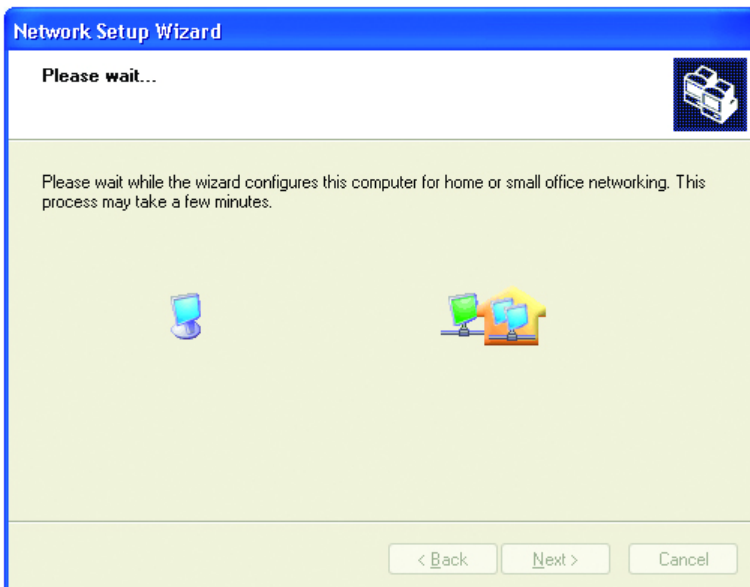 Network Setup Wizard
Please wait...
Please wait while the wizard configures this computer for home or small office networking. This
process may take a few minutes.
< Back
Next >
Cancel